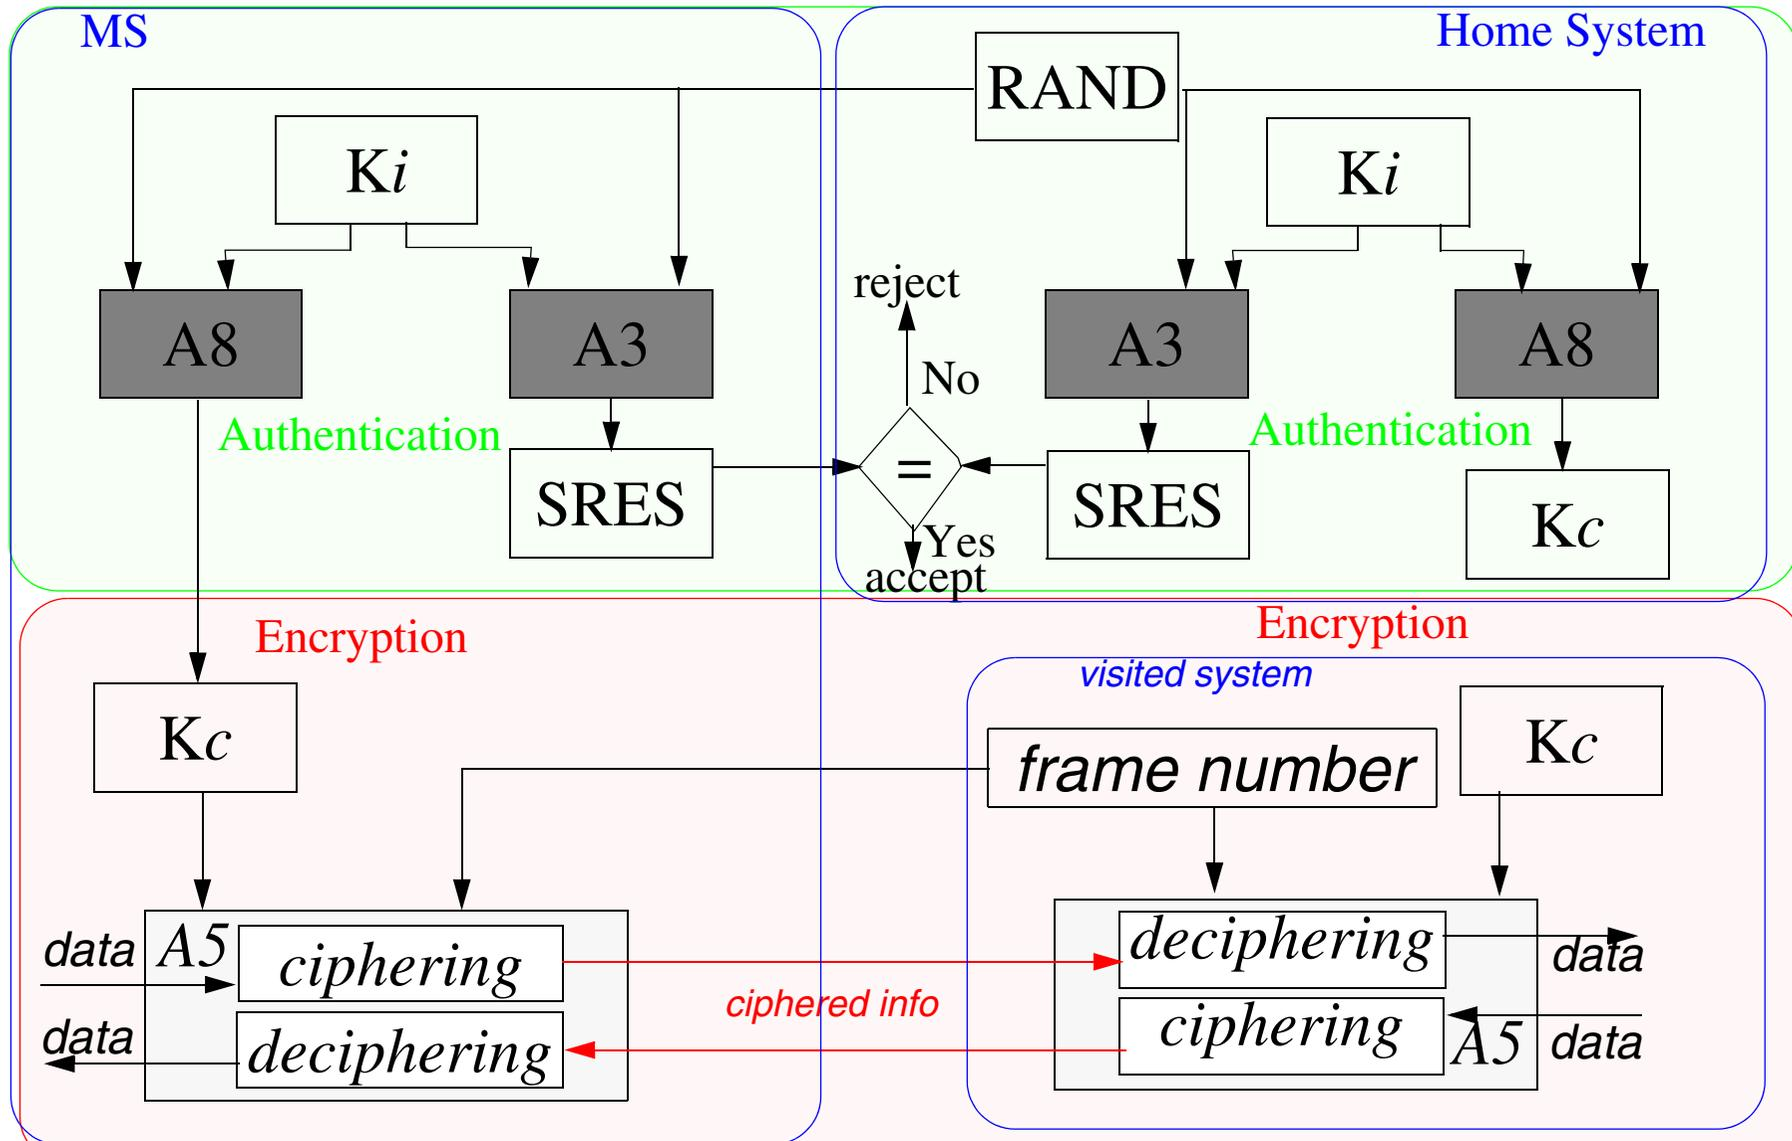 MS
Home System
RAND
Ki
Ki
reject
A8
A3
A3
A8
No
Authentication
Authentication
SRES
=
SRES
Kc
Yes
accept
Encryption
Encryption
visited system
Kc
frame number
Kc
data
A5
ciphering
deciphering
data
ciphered info
data
deciphering
ciphering
A5
data